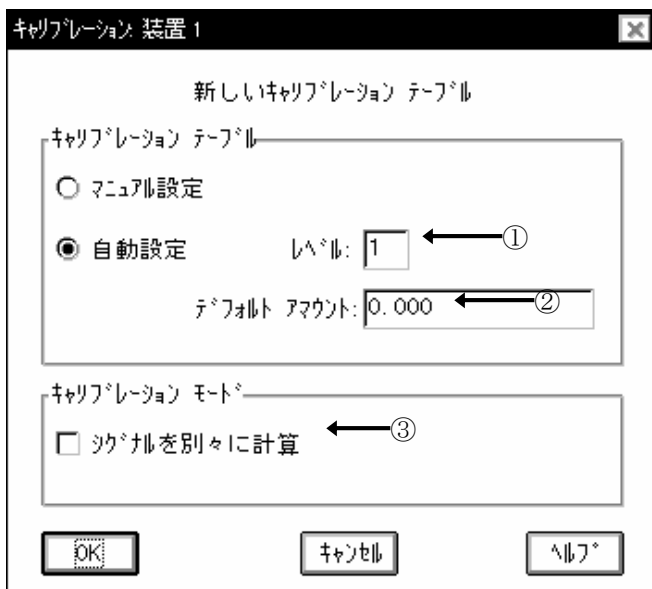 ｷｬﾘﾌﾞﾚｰｼｮﾝ: 装置 1
新しいｷｬﾘﾌﾞﾚｰｼｮﾝ ﾃｰﾌﾞﾙ
ｷｬﾘﾌﾞﾚｰｼｮﾝ ﾃｰﾌﾞﾙ
ﾏﾆｭｱﾙ設定
自動設定 ﾚﾍﾞﾙ: 1 ①
ﾃﾞﾌｫﾙﾄ ｱﾏｳﾝﾄ: 0.000 ②
ｷｬﾘﾌﾞﾚｰｼｮﾝ ﾓｰﾄﾞ
ｼｸﾞﾅﾙを別々に計算 ③
OK ｷｬﾝｾﾙ ﾍﾙﾌﾟ